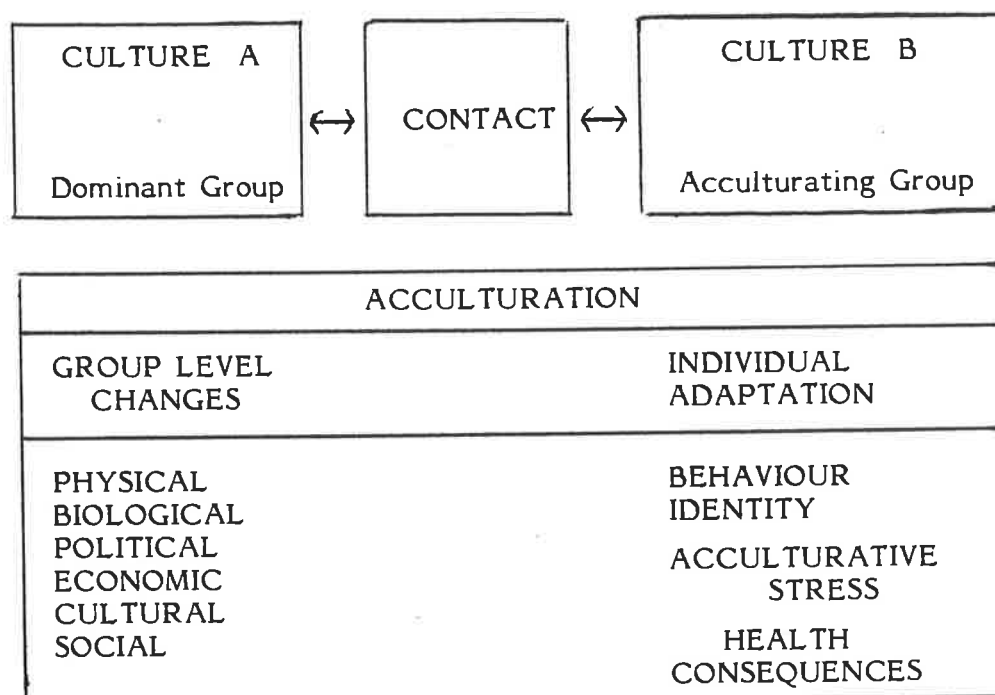 CULTURE A
Dominant Group
CONTACT
CULTURE B
Acculturating Group
ACCULTURATION
GROUP LEVEL
CHANGES
PHYSICAL
BIOLOGICAL
POLITICAL
ECONOMIC
CULTURAL
SOCIAL
INDIVIDUAL
ADAPTATION
BEHAVIOUR
IDENTITY
ACCULTURATIVE
STRESS
HEALTH
CONSEQUENCES